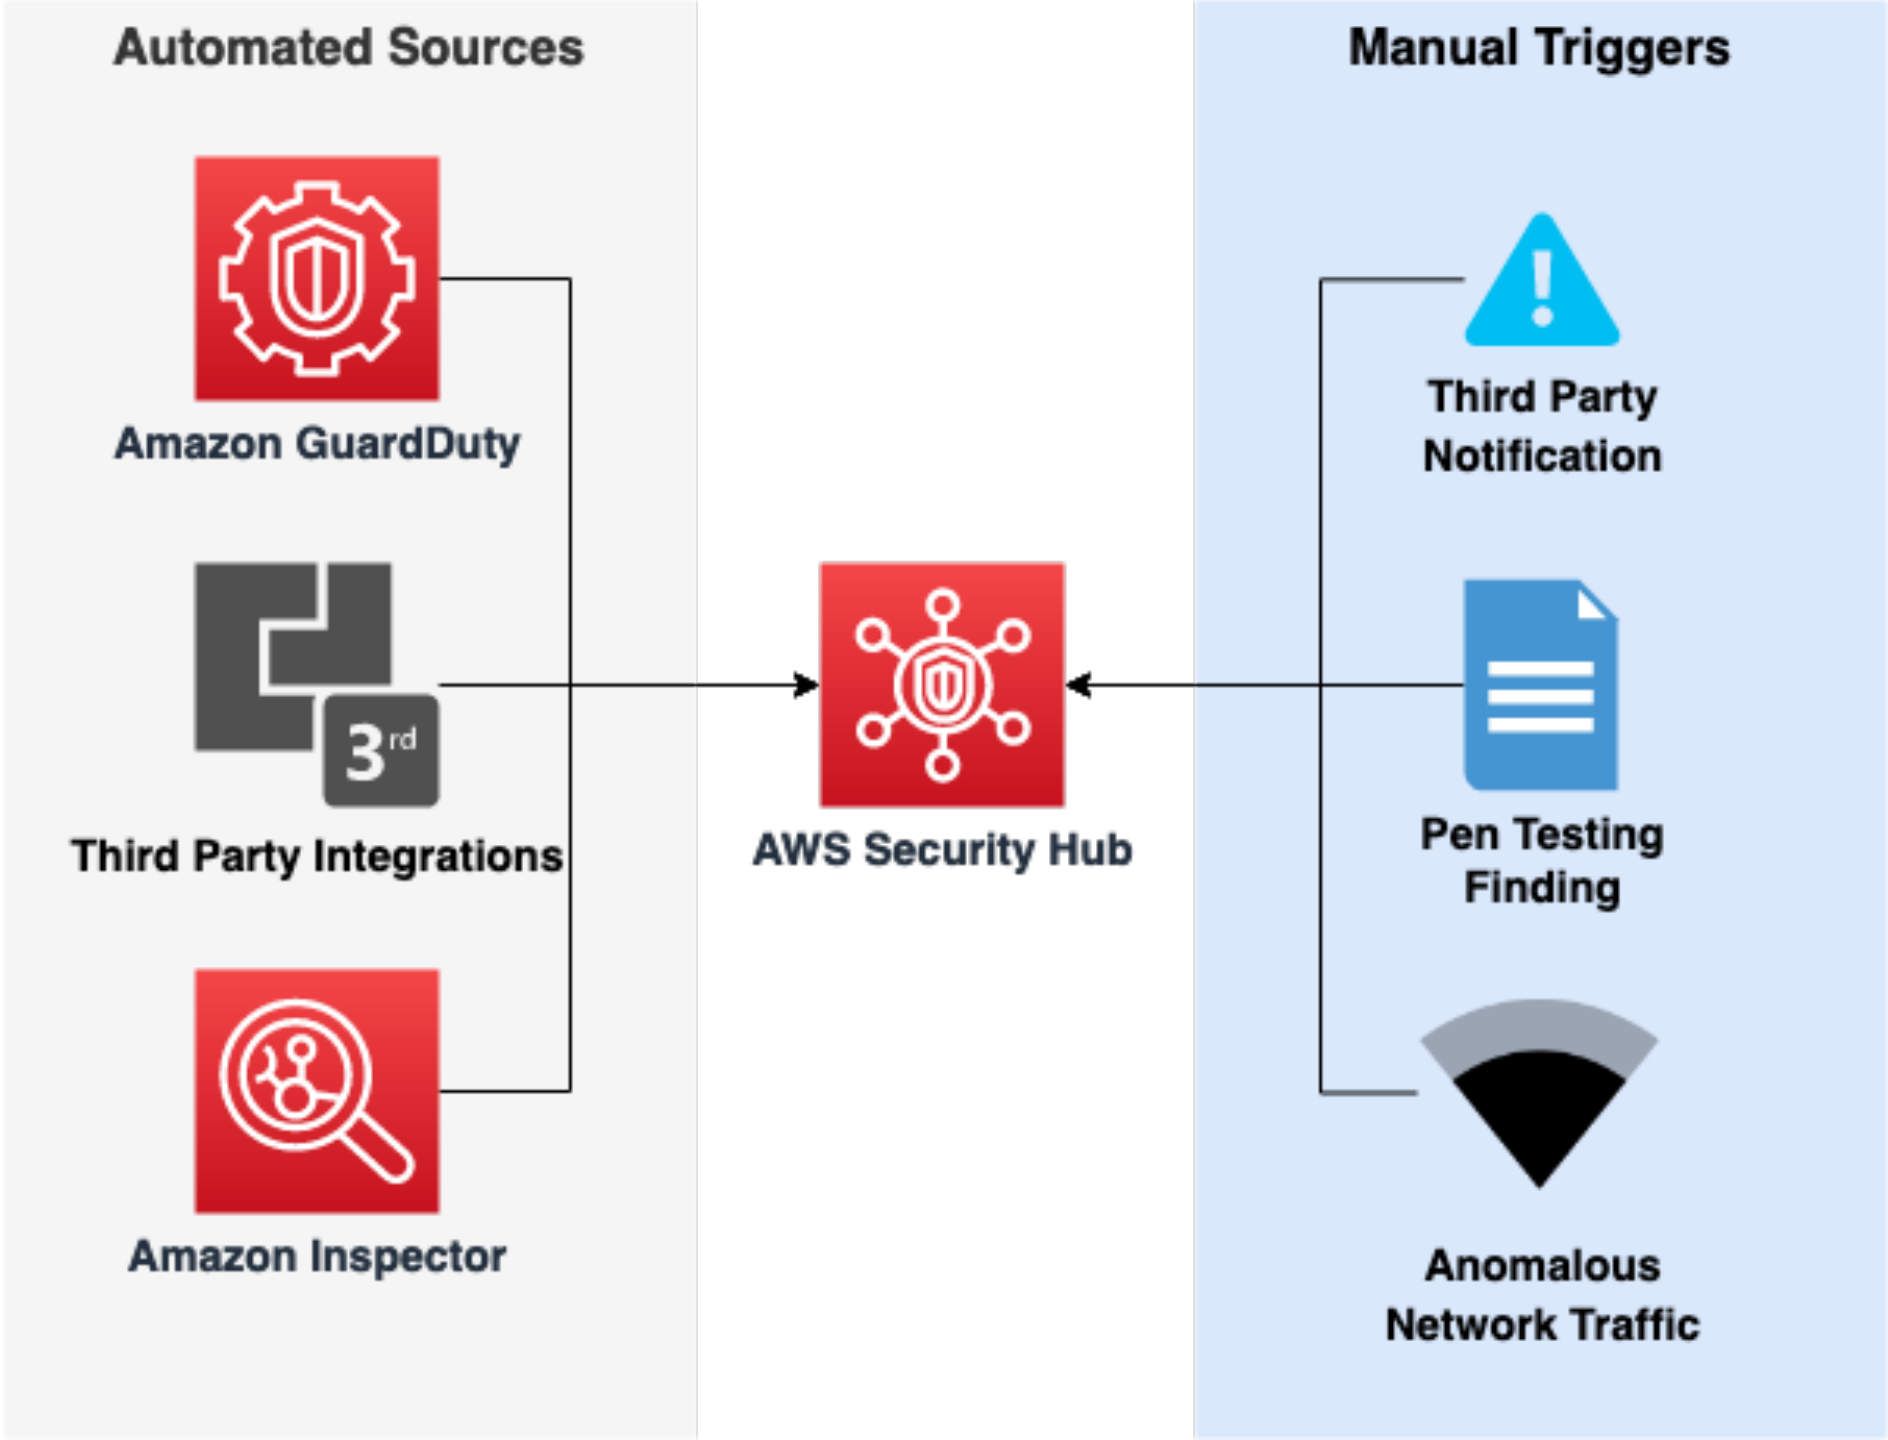 Automated Sources
Amazon GuardDuty
3rd
Third Party Integrations
Amazon Inspector
AWS Security Hub
Manual Triggers
Third Party
Notification
Pen Testing
Finding
Anomalous
Network Traffic